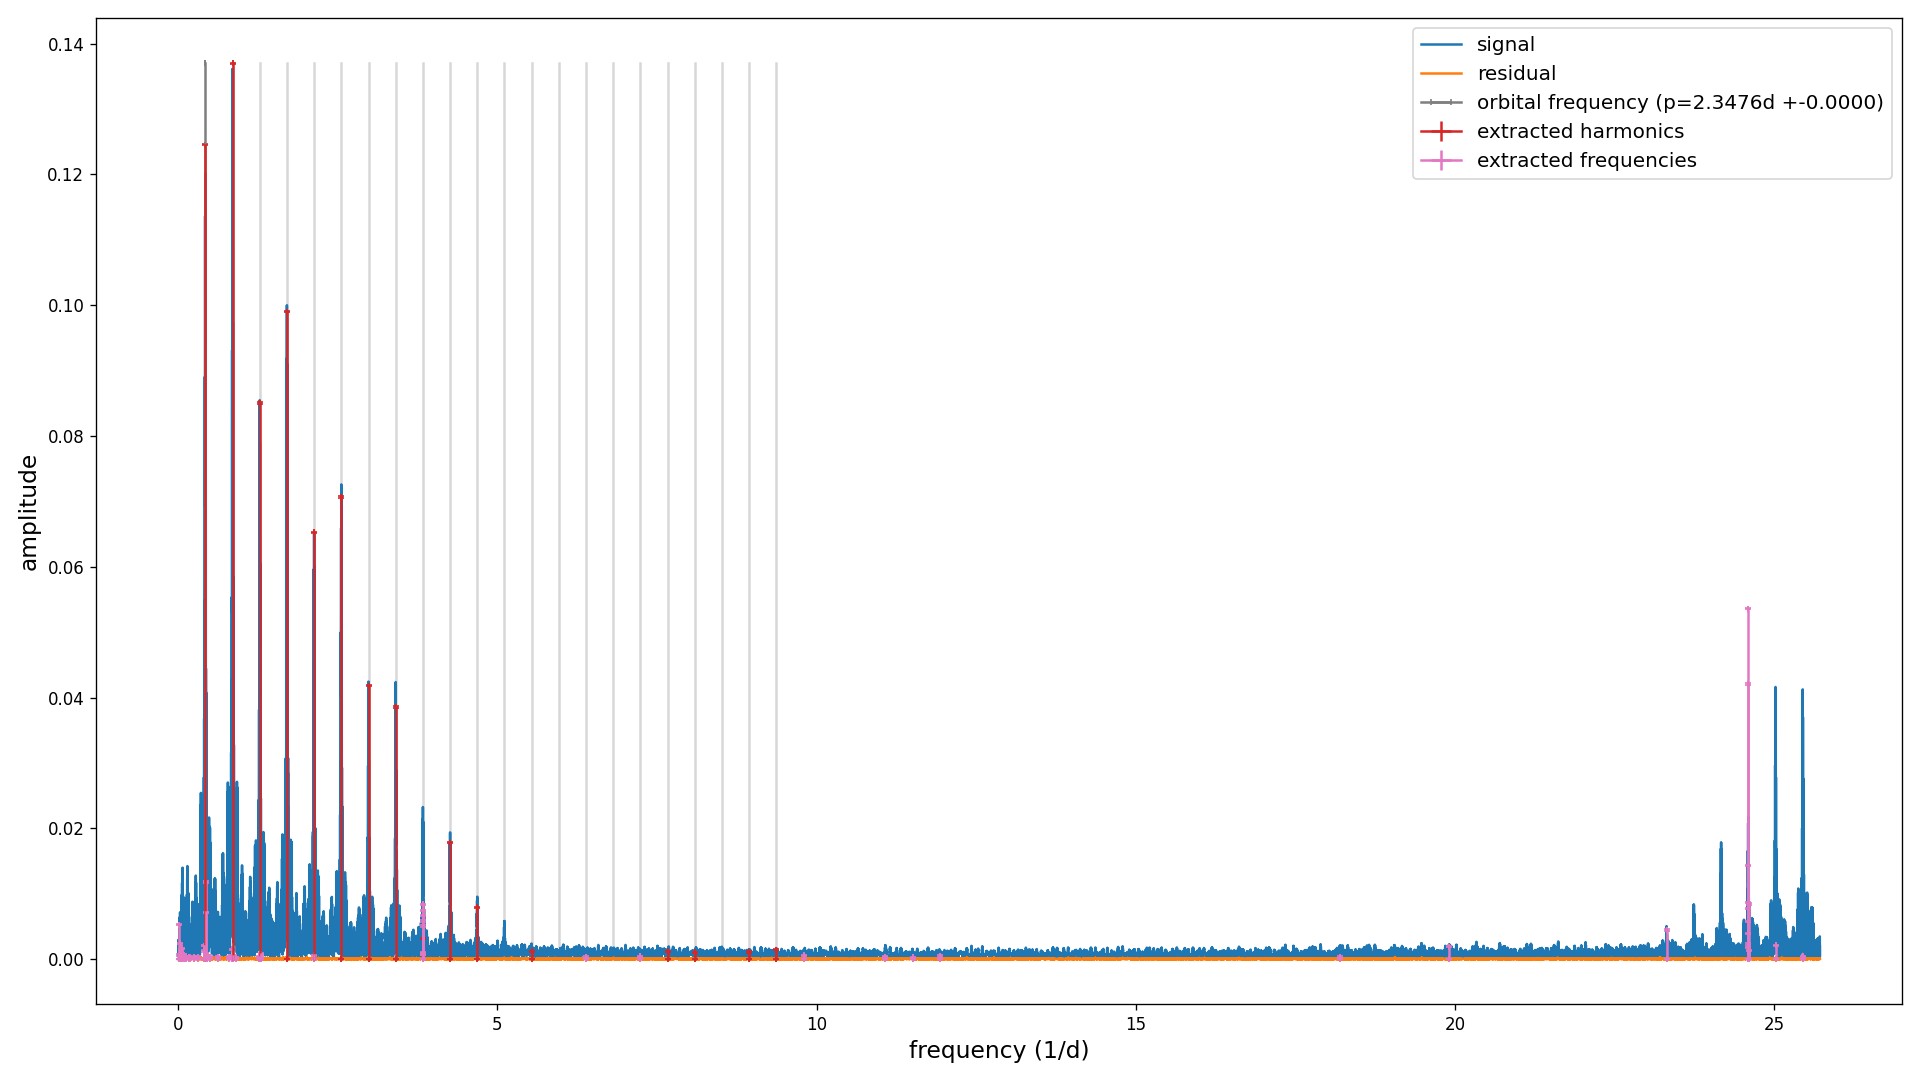 signal
residual
orbital frequency (p=2.3476d +-0.0000)
extracted harmonics
extracted frequencies
amplitude
0.14
0.12
0.10
0.08
0.06
0.04
0.02
0.00
0 5 10 15 20 25
frequency (1/d)